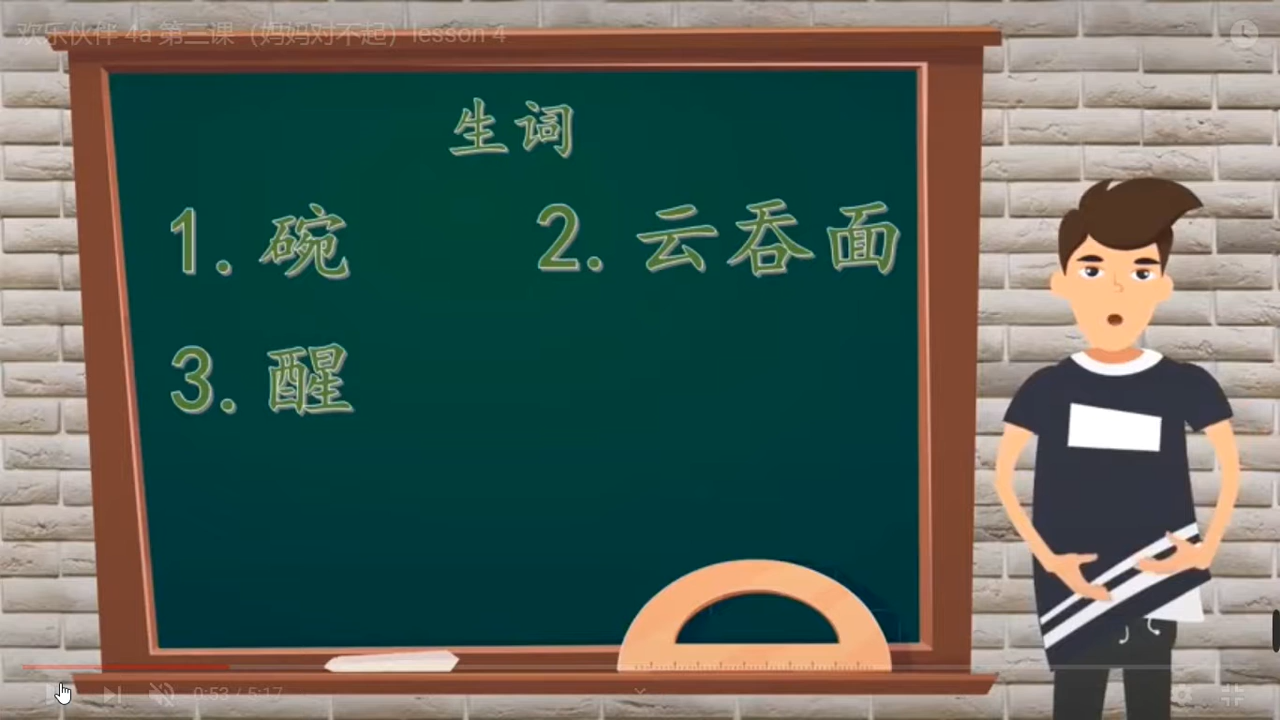 欢乐伙伴 4a 第三课（妈妈对不起）lesson 4
生词
1. 碗 2. 云吞面
3. 醒
0:53 / 5:17